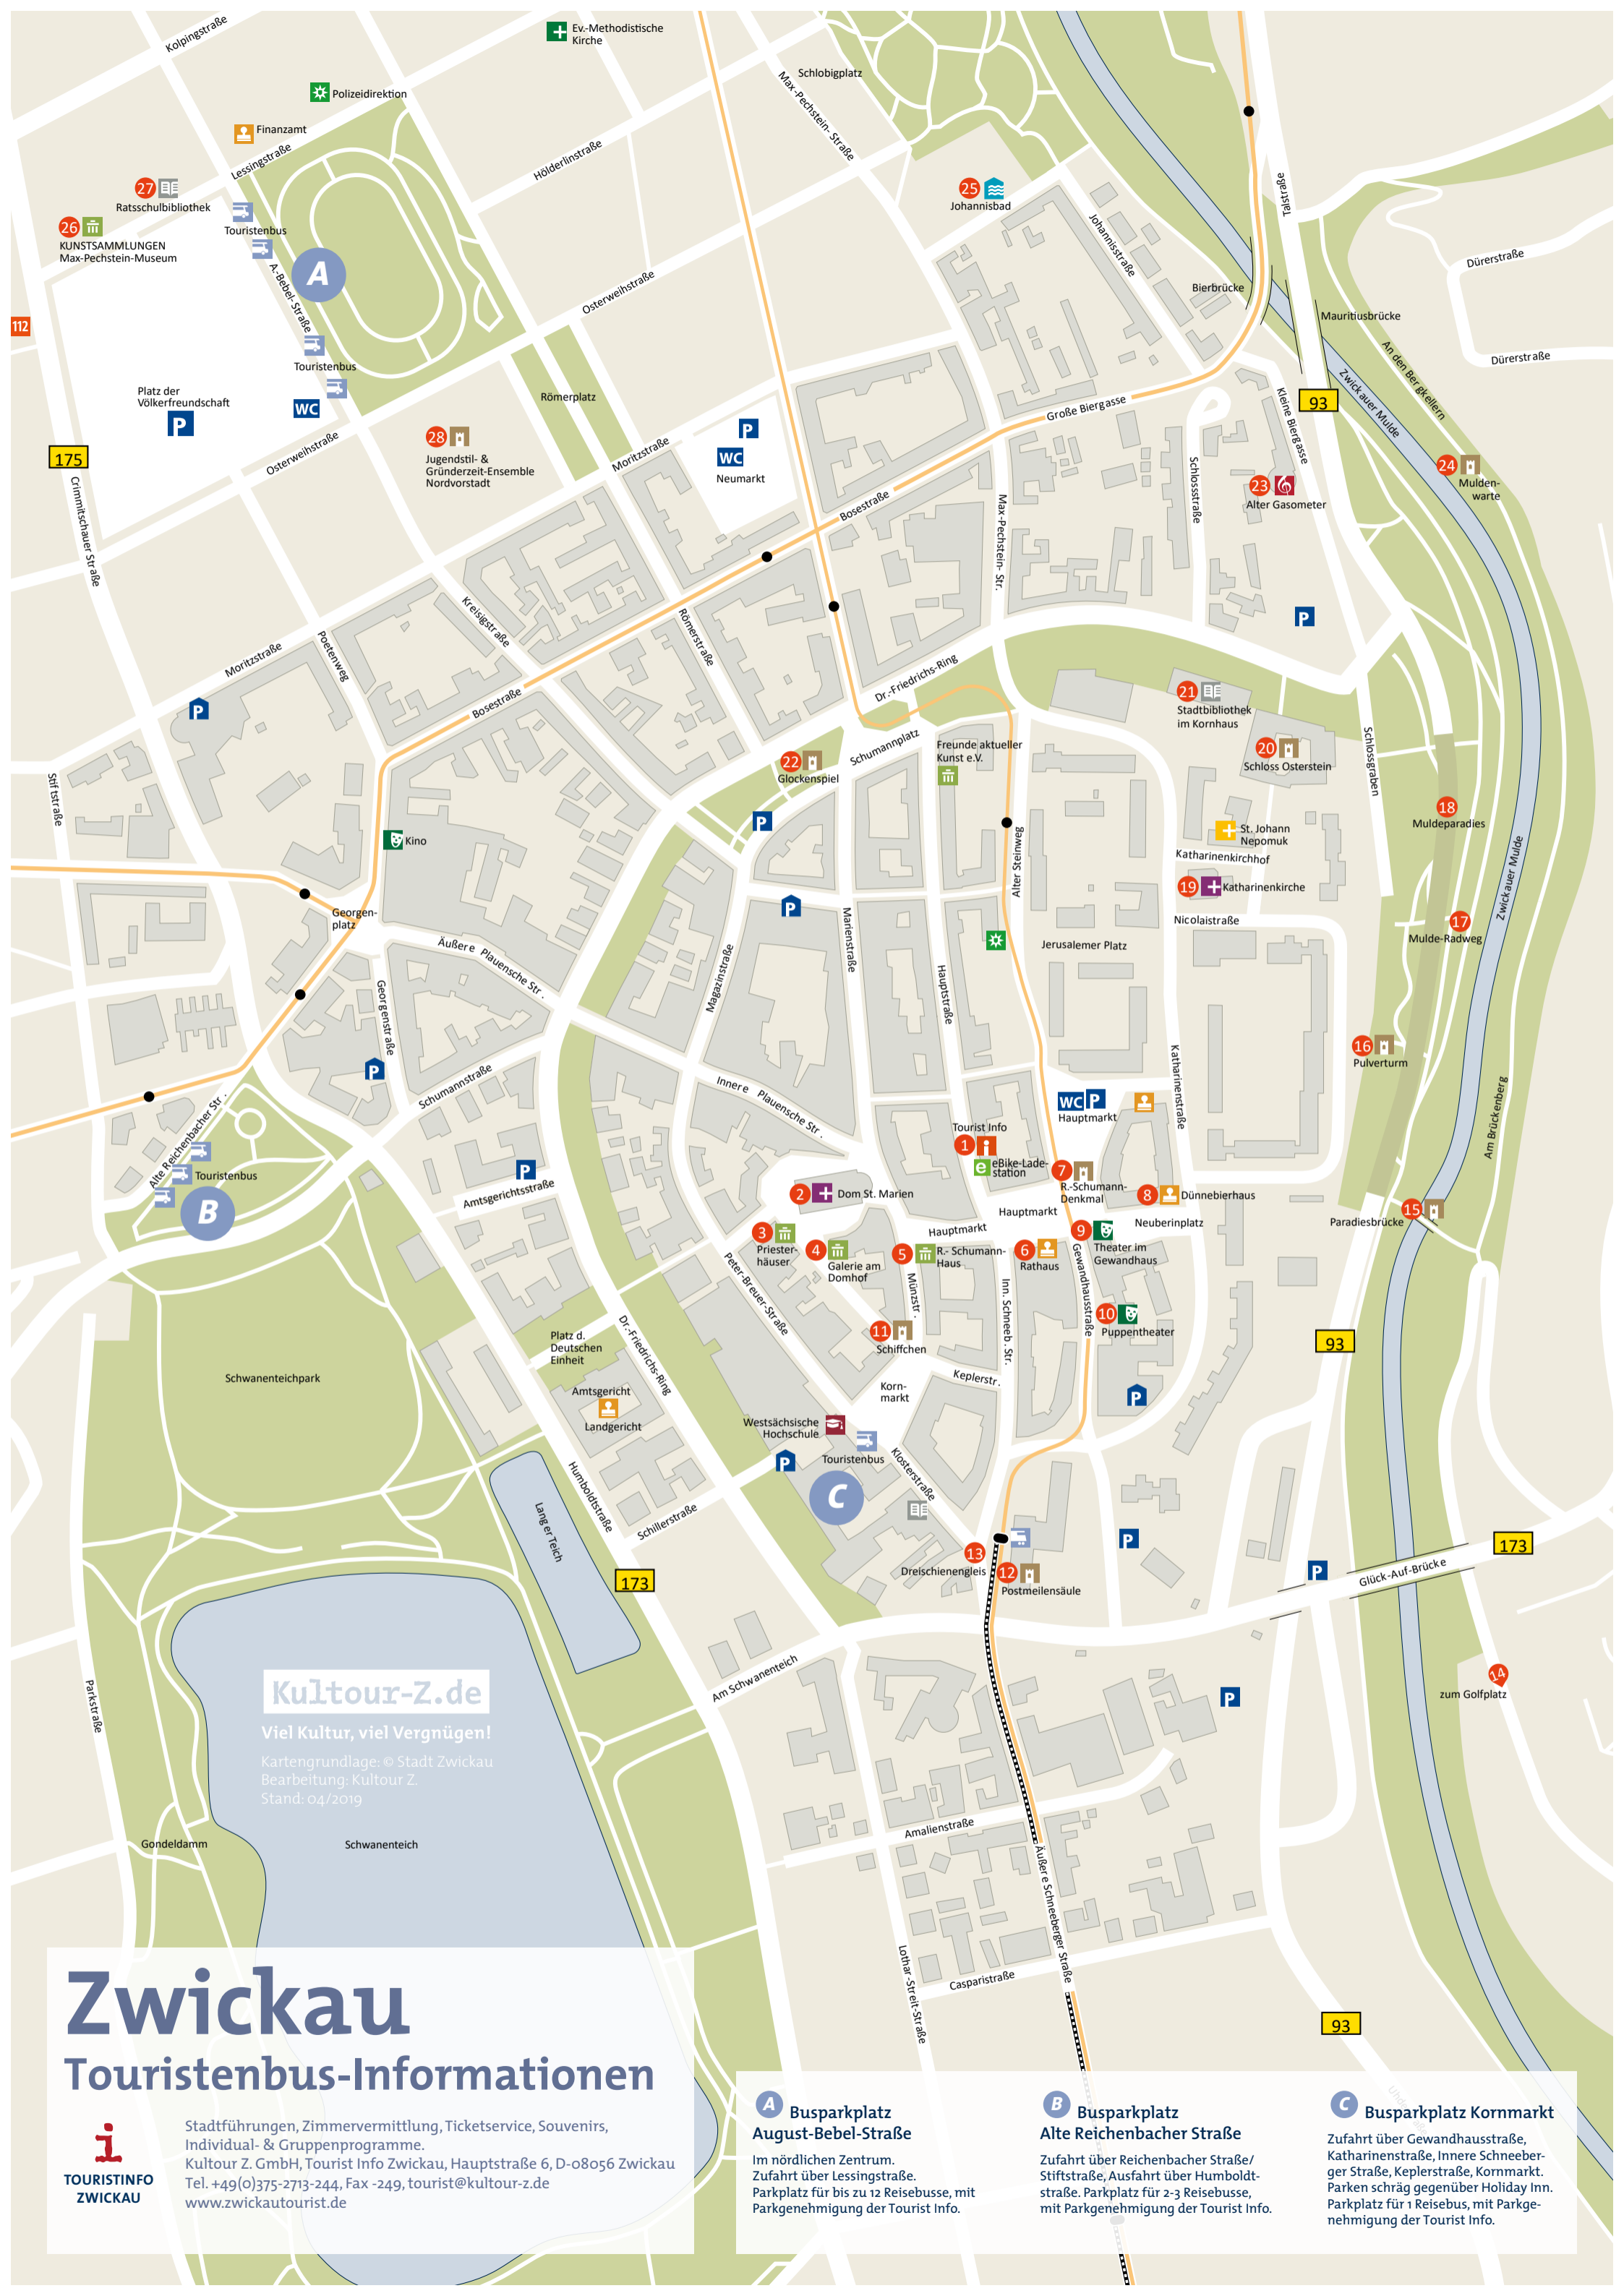 Kolpingstraße
Ev.-Methodistische
Kirche
Schlobigplatz
Max-Pechstein- Straße
Polizeidirektion
Finanzamt
Lessingstraße
Hölderlinstraße
27
Ratsschulbibliothek
26
KUNSTSAMMLUNGEN
Max-Pechstein-Museum
Touristenbus
A
A.-Bebel-Straße
25
Johannisbad
Johannisstraße
Talstraße
Dürerstraße
Bierbrücke
Mauritiusbrücke
Osterweihstraße
112
Touristenbus
Dürerstraße
An den Bergkellern
Zwickauer Mulde
Platz der
Völkerfreundschaft
P
WC
Römerplatz
93
Große Biergasse
Kleine Biergasse
175
Osterweihstraße
28
Jugendstil- &
Gründerzeit-Ensemble
Nordvorstadt
Moritzstraße
P
WC
Neumarkt
Bosestraße
Schlossstraße
23
Alter Gasometer
24
Mulden-
warte
Crimmitschauer Straße
Max-Pechstein- Str.
P
Kreisigstraße
Römerstraße
Poetenweg
Moritzstraße
Dr.-Friedrichs-Ring
P
Bosestraße
21
Stadtbibliothek
im Kornhaus
Schumannplatz
Freunde aktueller
Kunst e.V.
20
Schloss Osterstein
22
Glockenspiel
Schlossgraben
Stiftstraße
P
18
Muldeparadies
Kino
St. Johann
Nepomuk
Katharinenkirchhof
Alter Steinweg
19
Katharinenkirche
Zwickauer Mulde
P
Georgen-
platz
Nicolaistraße
17
Mulde-Radweg
Äußere Plauensche Str.
Marienstraße
Jerusalemer Platz
Magazinstraße
Hauptstraße
Georgenstraße
16
Pulverturm
P
Schumannstraße
Innere Plauensche Str.
Katharinenstraße
WC P
Hauptmarkt
Am Brückenberg
Alte Reichenbacher Str.
Tourist Info
1
e
eBike-Lade-
station
Touristenbus
B
P
Amtsgerichtsstraße
2
Dom St. Marien
7
R.-Schumann-
Denkmal
8
Dünnebierhaus
Hauptmarkt
Neuberinplatz
15
Paradiesbrücke
3
Priester-
häuser
4
Galerie am
Domhof
Hauptmarkt
5
R.- Schumann-
Haus
6
Rathaus
9
Theater im
Gewandhaus
Peter-Breuer-Straße
Münzstr.
Inn. Schneeb. Str.
Gewandhausstraße
10
Puppentheater
11
Schiffchen
93
Platz d.
Deutschen
Einheit
Dr.-Friedrichs-Ring
Schwanenteichpark
Keplerstr.
Korn-
markt
P
Amtsgericht
Landgericht
Westsächsische
Hochschule
Touristenbus
P
C
Klosterstraße
Humboldtstraße
Schillerstraße
Langer Teich
13
Dreischienengleis
12
Postmeilensäule
P
P
173
Glück-Auf-Brücke
173
Am Schwanenteich
14
zum Golfplatz
P
Parkstraße
Kultour-Z.de
Viel Kultur, viel Vergnügen!
Kartengrundlage: © Stadt Zwickau
Bearbeitung: Kultour Z.
Stand: 04/2019
Amalienstraße
Gondeldamm
Schwanenteich
Äußere Schneeberger Straße
Lothar-Streit-Straße
Casparistraße
93
Zwickau
Touristenbus-Informationen
i
TOURISTINFO
ZWICKAU
Stadtführungen, Zimmervermittlung, Ticketservice, Souvenirs,
Individual- & Gruppenprogramme.
Kultour Z. GmbH, Tourist Info Zwickau, Hauptstraße 6, D-08056 Zwickau
Tel. +49(0)375-2713-244, Fax -249, tourist@kultour-z.de
www.zwickautourist.de
A Busparkplatz
August-Bebel-Straße
Im nördlichen Zentrum.
Zufahrt über Lessingstraße.
Parkplatz für bis zu 12 Reisebusse, mit
Parkgenehmigung der Tourist Info.
B Busparkplatz
Alte Reichenbacher Straße
Zufahrt über Reichenbacher Straße/
Stiftstraße, Ausfahrt über Humboldt-
straße. Parkplatz für 2-3 Reisebusse,
mit Parkgenehmigung der Tourist Info.
C Busparkplatz Kornmarkt
Zufahrt über Gewandhausstraße,
Katharinenstraße, Innere Schneeber-
ger Straße, Keplerstraße, Kornmarkt.
Parken schräg gegenüber Holiday Inn.
Parkplatz für 1 Reisebus, mit Parkge-
nehmigung der Tourist Info.